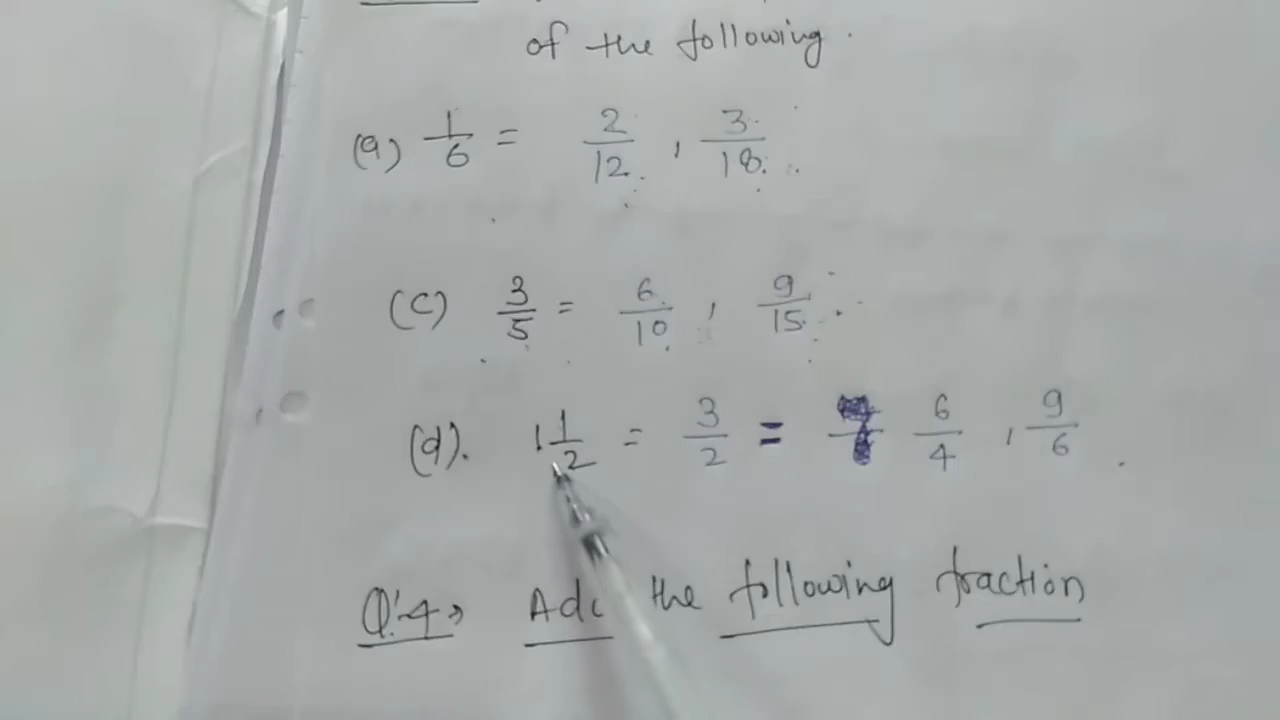 of the following.
(a) 1/6 = 2/12, 3/18.
(c) 3/5 = 6/10, 9/15.
(d). 1 1/2 = 3/2 = 6/4, 9/6.
Q.4→ Add the following fraction